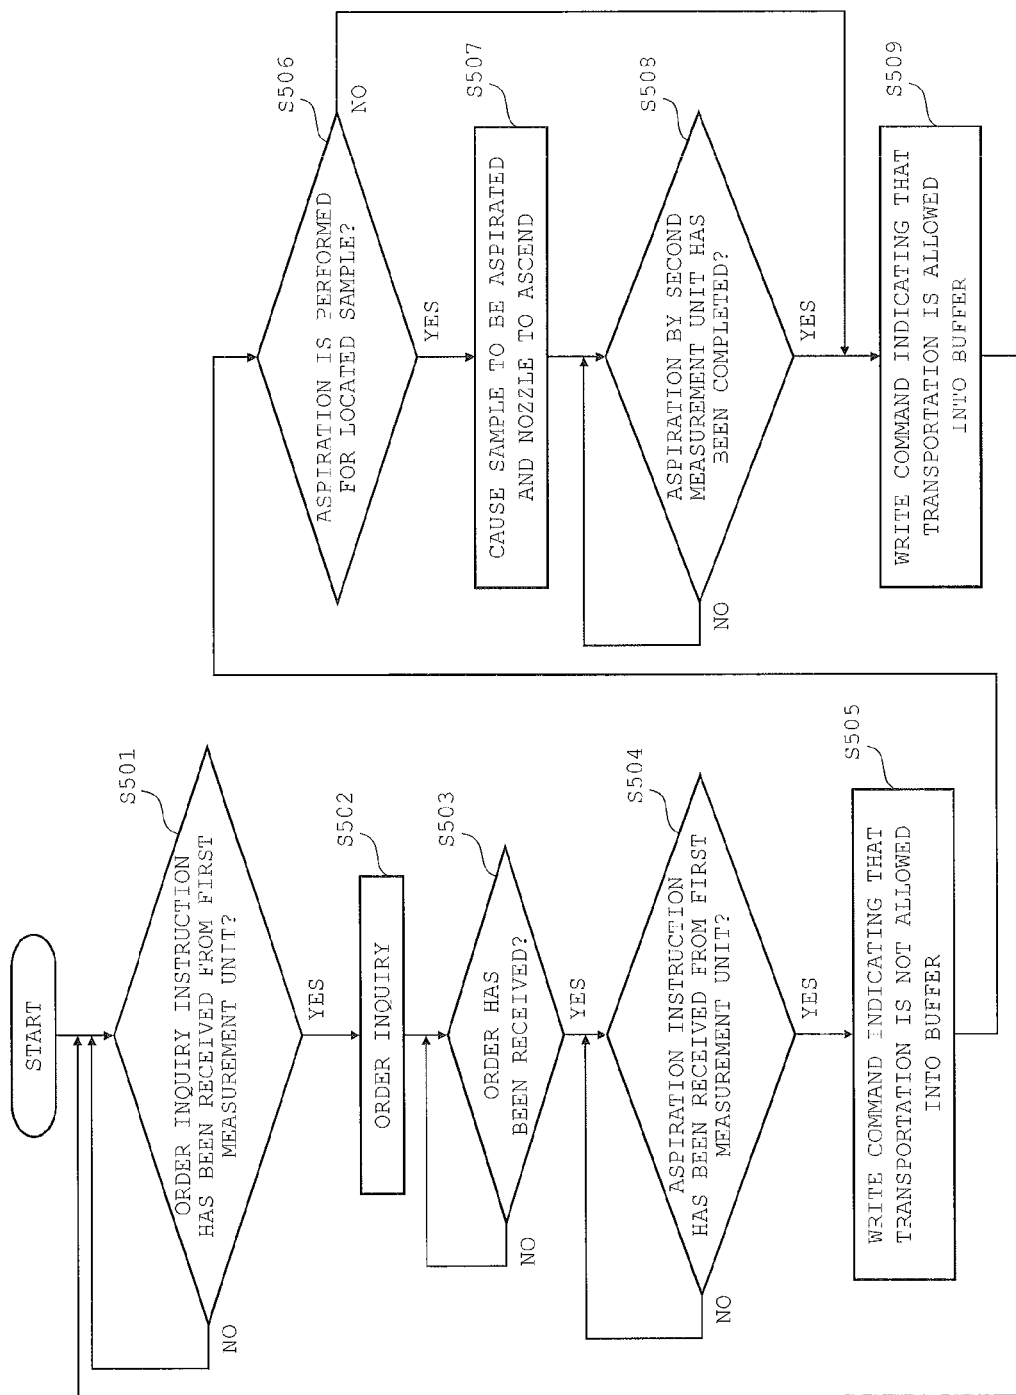 START
S501
ORDER INQUIRY INSTRUCTION
HAS BEEN RECEIVED FROM FIRST
MEASUREMENT UNIT?
NO
YES
S502
ORDER INQUIRY
S503
ORDER HAS
BEEN RECEIVED?
NO
YES
S504
ASPIRATION INSTRUCTION
HAS BEEN RECEIVED FROM FIRST
MEASUREMENT UNIT?
NO
YES
S505
WRITE COMMAND INDICATING THAT
TRANSPORTATION IS NOT ALLOWED
INTO BUFFER
S506
ASPIRATION IS PERFORMED
FOR LOCATED SAMPLE?
NO
YES
S507
CAUSE SAMPLE TO BE ASPIRATED
AND NOZZLE TO ASCEND
S508
ASPIRATION BY SECOND
MEASUREMENT UNIT HAS
BEEN COMPLETED?
NO
YES
S509
WRITE COMMAND INDICATING THAT
TRANSPORTATION IS ALLOWED
INTO BUFFER